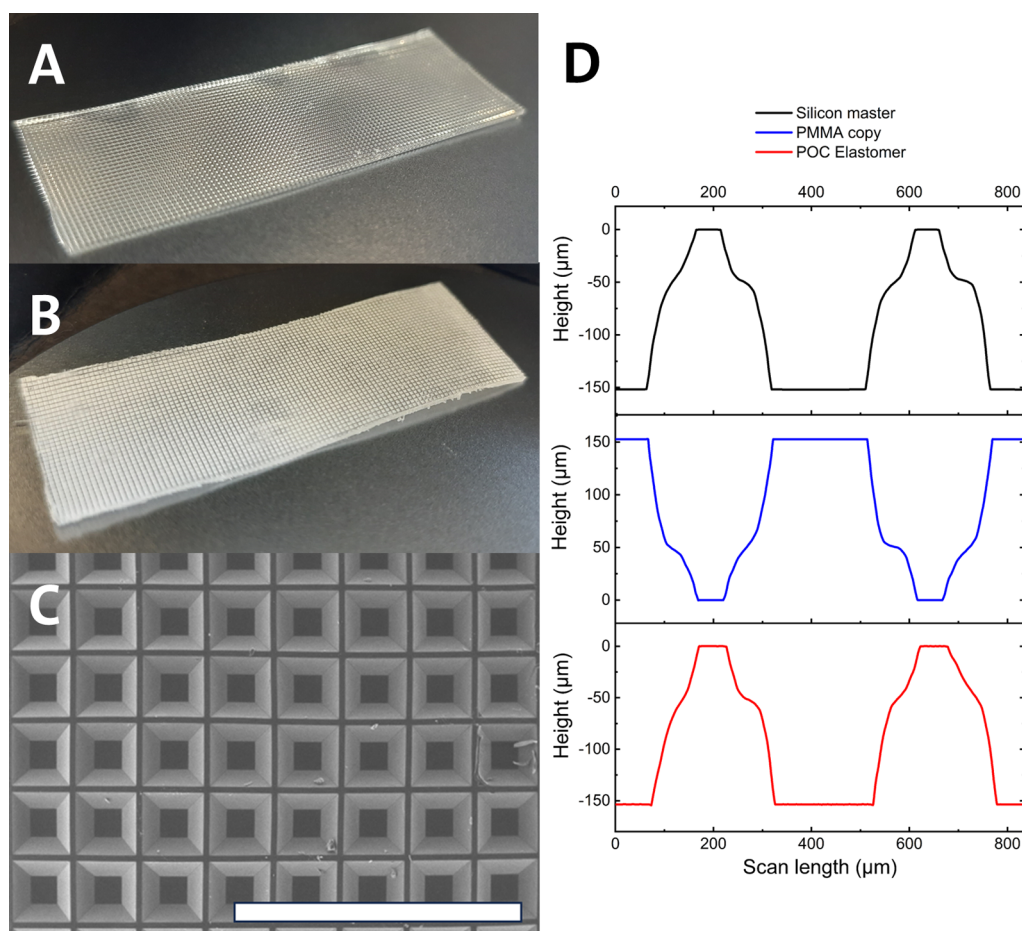 A
B
C
D
Silicon master
PMMA copy
POC Elastomer
0 200 400 600 800
0
-50
-100
-150
Height (µm)
150
100
50
0
Height (µm)
0
-50
-100
-150
Height (µm)
0 200 400 600 800
Scan length (µm)